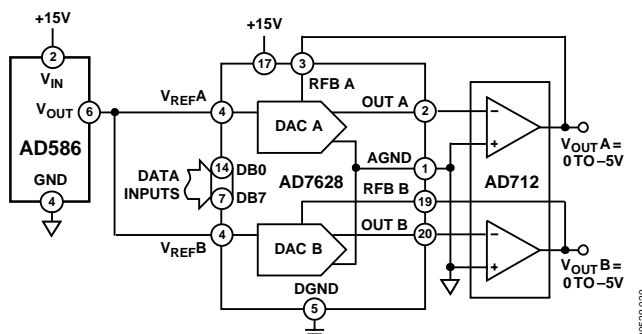 +15V
+15V
2
VIN
VOUT
6
AD586
GND
4
17
3
RFB A
VREFA
4
DAC A
OUT A
2
14
DB0
DATA
INPUTS
7
DB7
AD7628
AGND
1
RFB B
19
VREFB
4
DAC B
OUT B
20
DGND
5
–
+
AD712
–
+
VOUTA =
0 TO –5V
VOUTB =
0 TO –5V